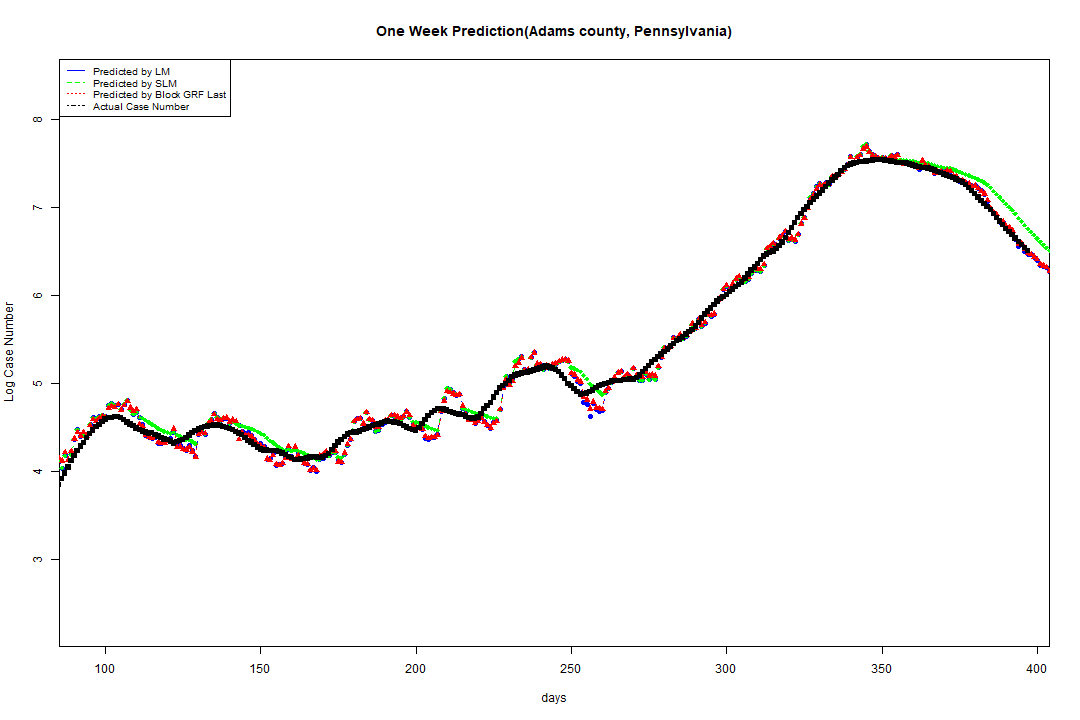 One Week Prediction(Adams county, Pennsylvania)
Predicted by LM
Predicted by SLM
Predicted by Block GRF Last
Actual Case Number
8
7
6
5
4
3
Log Case Number
100 150 200 250 300 350 400
days